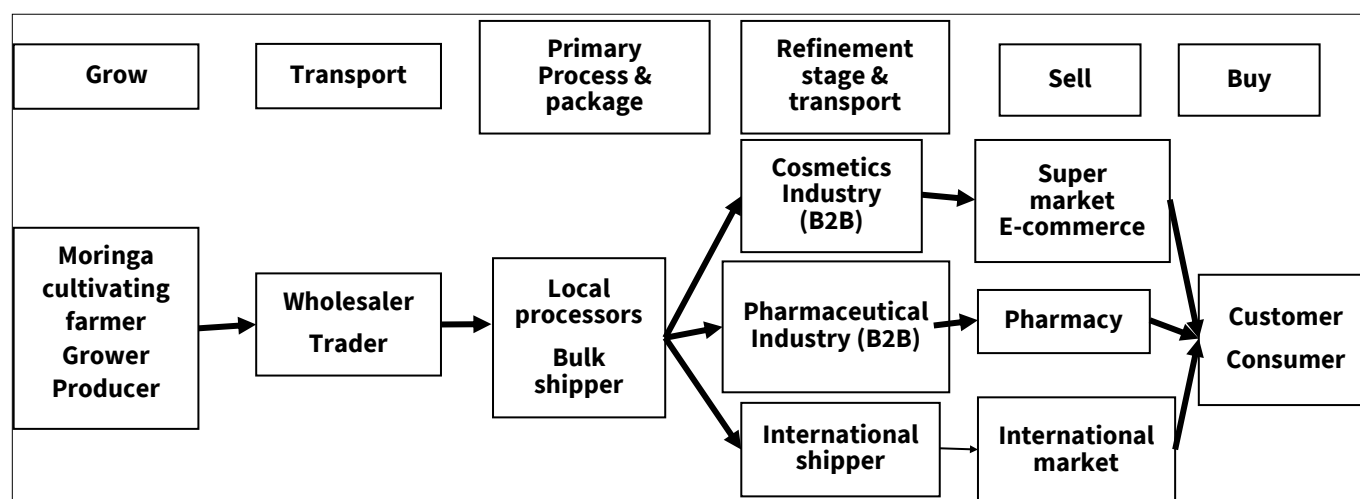 Grow
Transport
Primary
Process &
package
Refinement
stage &
transport
Sell
Buy
Moringa
cultivating
farmer
Grower
Producer
Wholesaler
Trader
Local
processors
Bulk
shipper
Cosmetics
Industry
(B2B)
Pharmaceutical
Industry (B2B)
International
shipper
Super
market
E-commerce
Pharmacy
International
market
Customer
Consumer